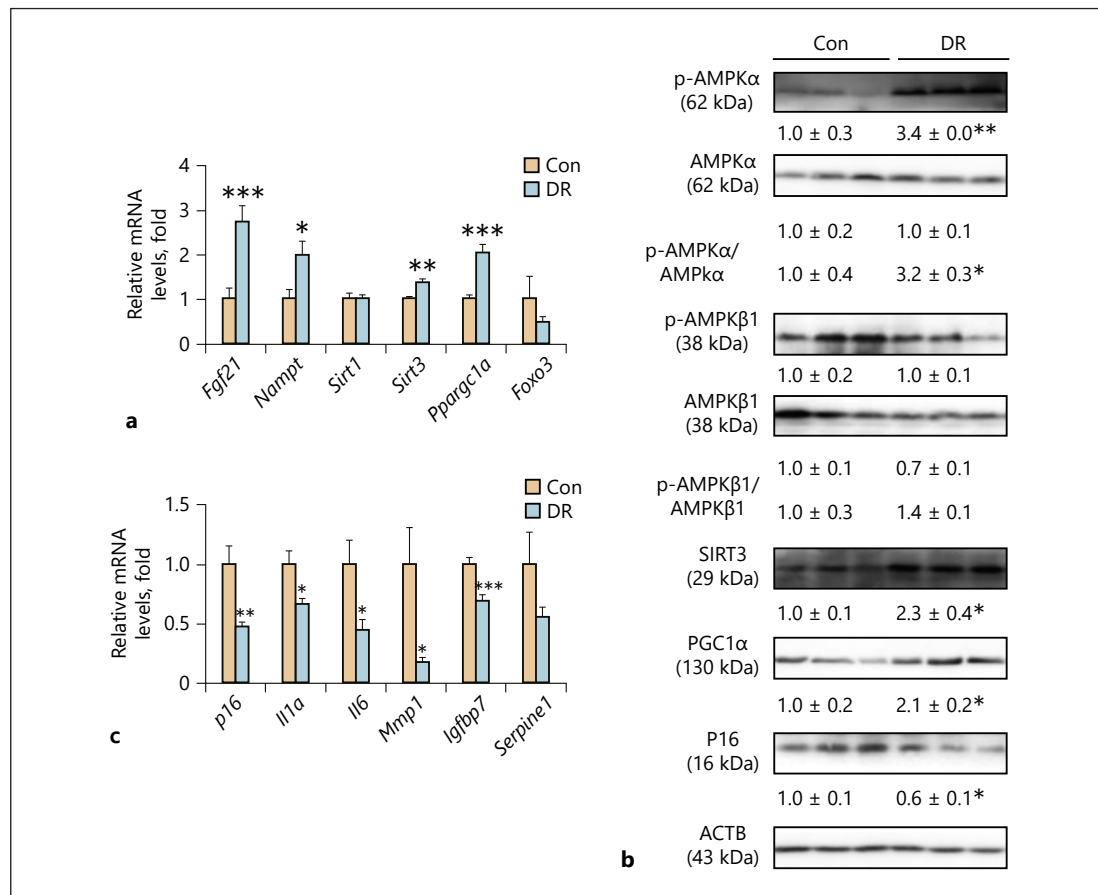 Con
DR
Relative mRNA
levels, fold
4
3
2
1
0
***
*
**
***
Fgf21
Nampt
Sirt1
Sirt3
Ppargc1a
Foxo3
a
Con
DR
Relative mRNA
levels, fold
1.5
1.0
0.5
0
**
*
*
*
***
p16
Il1a
Il6
Mmp1
Igfbp7
Serpine1
c
Con DR
p-AMPKα
(62 kDa)
1.0 ± 0.3 3.4 ± 0.0**
AMPKα
(62 kDa)
1.0 ± 0.2 1.0 ± 0.1
p-AMPKα/
AMPkα
1.0 ± 0.4 3.2 ± 0.3*
p-AMPKβ1
(38 kDa)
1.0 ± 0.2 1.0 ± 0.1
AMPKβ1
(38 kDa)
1.0 ± 0.1 0.7 ± 0.1
p-AMPKβ1/
AMPKβ1
1.0 ± 0.3 1.4 ± 0.1
SIRT3
(29 kDa)
1.0 ± 0.1 2.3 ± 0.4*
PGC1α
(130 kDa)
1.0 ± 0.2 2.1 ± 0.2*
P16
(16 kDa)
1.0 ± 0.1 0.6 ± 0.1*
ACTB
(43 kDa)
b